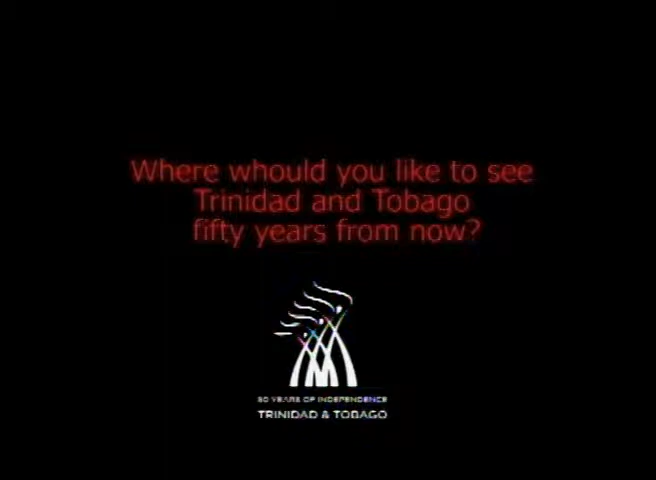 Where whould you like to see
Trinidad and Tobago
fifty years from now?
50 YEARS OF INDEPENDENCE
TRINIDAD & TOBAGO